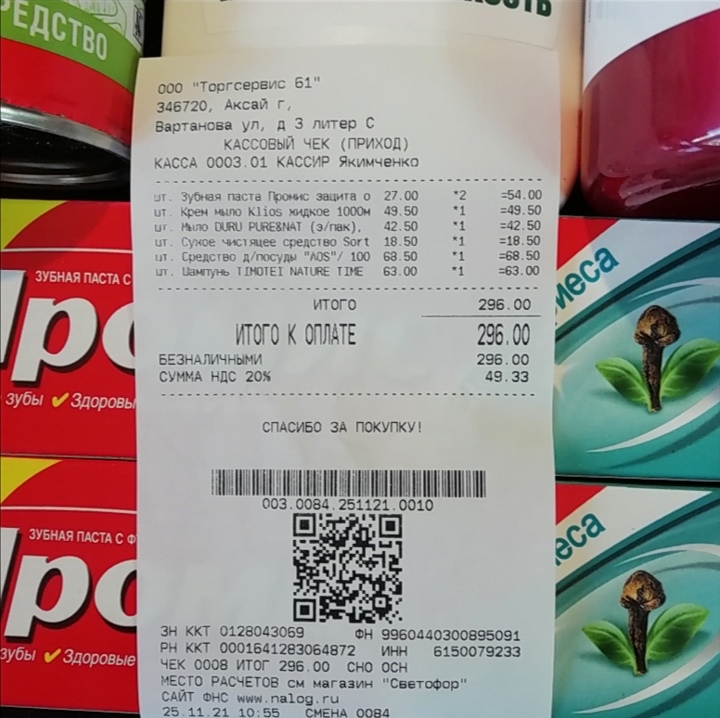 ЕДСТВО
ООО "Торгсервис 61"
346720, Аксай г,
Вартанова ул, д 3 литер С
КАССОВЫЙ ЧЕК (ПРИХОД)
КАССА 0003.01 КАССИР Якимченко
шт. Зубная паста Промис защита о 27.00 *2 =54.00
шт. Крем мыло Klios жидкое 1000м 49.50 *1 =49.50
шт. Мыло DURU PURE&NAT (э/пак), 42.50 *1 =42.50
шт. Сухое чистящее средство Sort 18.50 *1 =18.50
шт. Средство д/посуды "AOS"/ 100 68.50 *1 =68.50
шт. Шампунь TIMOTEI NATURE TIME 63.00 *1 =63.00
ИТОГО 296.00
ИТОГО К ОПЛАТЕ 296.00
БЕЗНАЛИЧНЫМИ 296.00
СУММА НДС 20% 49.33
СПАСИБО ЗА ПОКУПКУ!
003.0084.251121.0010
ЗН ККТ 0128043069 ФН 9960440300895091
РН ККТ 0001641283064872 ИНН 6150079233
ЧЕК 0008 ИТОГ 296.00 СНО ОСН
МЕСТО РАСЧЕТОВ см магазин "Светофор"
САЙТ ФНС www.nalog.ru
25.11.21 10:55 СМЕНА 0084
ЗУБНАЯ ПАСТА С
Про
зубы ✓Здоровы
ЗУБНАЯ ПАСТА С Ф
Про
зубы ✓Здоровые
меса
еса